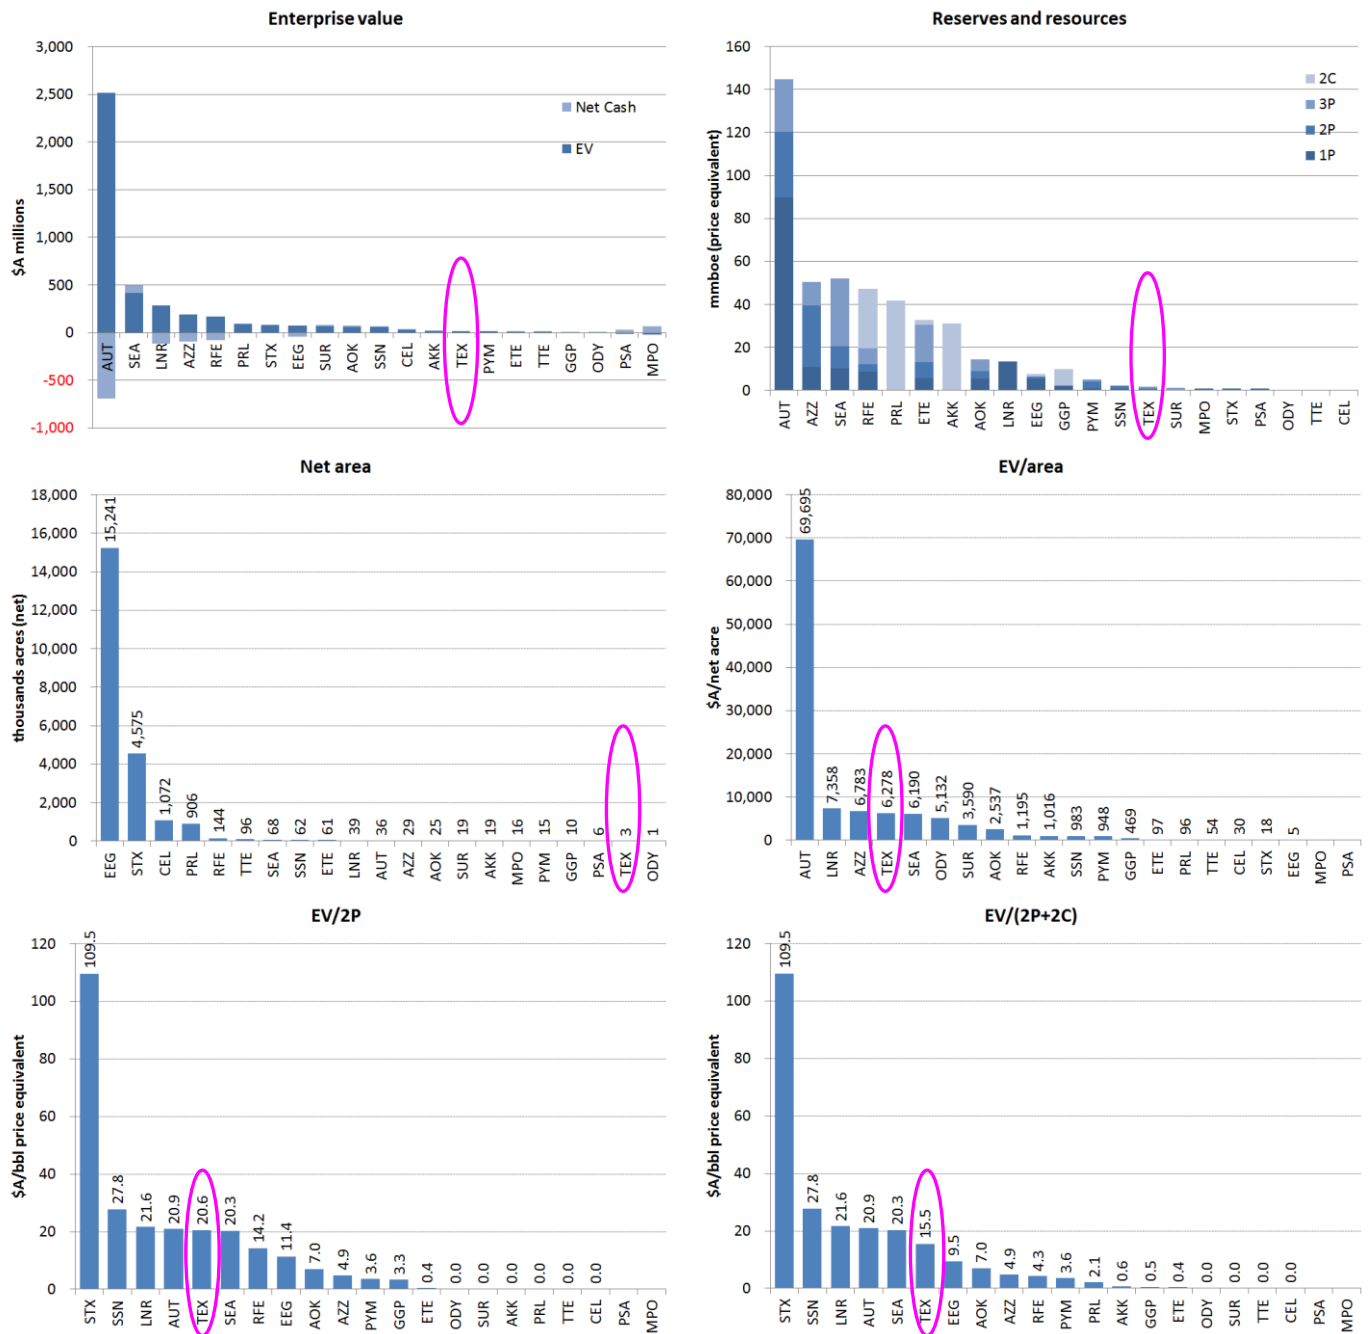 Enterprise value
3,000
2,500
2,000
1,500
1,000
500
0
-500
-1,000
$A millions
Net Cash
EV
AUT SEA LNR AZZ RFE PRL STX EEG SUR AOK SSN CEL AKK TEX PYM ETE TTE GGP ODY PSA MPO
Reserves and resources
160
140
120
100
80
60
40
20
0
mmboe (price equivalent)
2C
3P
2P
1P
AUT AZZ SEA RFE PRL ETE AKK AOK LNR EEG GGP PYM SSN TEX SUR MPO STX PSA ODY TTE CEL
Net area
18,000
16,000
14,000
12,000
10,000
8,000
6,000
4,000
2,000
0
thousands acres (net)
15,241 4,575 1,072 906 144 96 68 62 61 39 36 29 25 19 19 16 15 10 6 3 1
EEG STX CEL PRL RFE TTE SEA SSN ETE LNR AUT AZZ AOK SUR AKK MPO PYM GGP PSA TEX ODY
EV/area
80,000
70,000
60,000
50,000
40,000
30,000
20,000
10,000
0
$A/net acre
69,695 7,358 6,783 6,278 6,190 5,132 3,590 2,537 1,195 1,016 983 948 469 97 96 54 30 18 5
AUT LNR AZZ TEX SEA ODY SUR AOK RFE AKK SSN PYM GGP ETE PRL TTE CEL STX EEG MPO PSA
EV/2P
120
100
80
60
40
20
0
$A/bbl price equivalent
109.5 27.8 21.6 20.9 20.6 20.3 14.2 11.4 7.0 4.9 3.6 3.3 0.4 0.0 0.0 0.0 0.0 0.0 0.0
STX SSN LNR AUT TEX SEA RFE EEG AOK AZZ PYM GGP ETE ODY SUR AKK PRL TTE CEL PSA MPO
EV/(2P+2C)
120
100
80
60
40
20
0
$A/bbl price equivalent
109.5 27.8 21.6 20.9 20.3 15.5 9.5 7.0 4.9 4.3 3.6 2.1 0.6 0.5 0.4 0.0 0.0 0.0 0.0
STX SSN LNR AUT SEA TEX EEG AOK AZZ RFE PYM PRL AKK GGP ETE ODY SUR TTE CEL PSA MPO